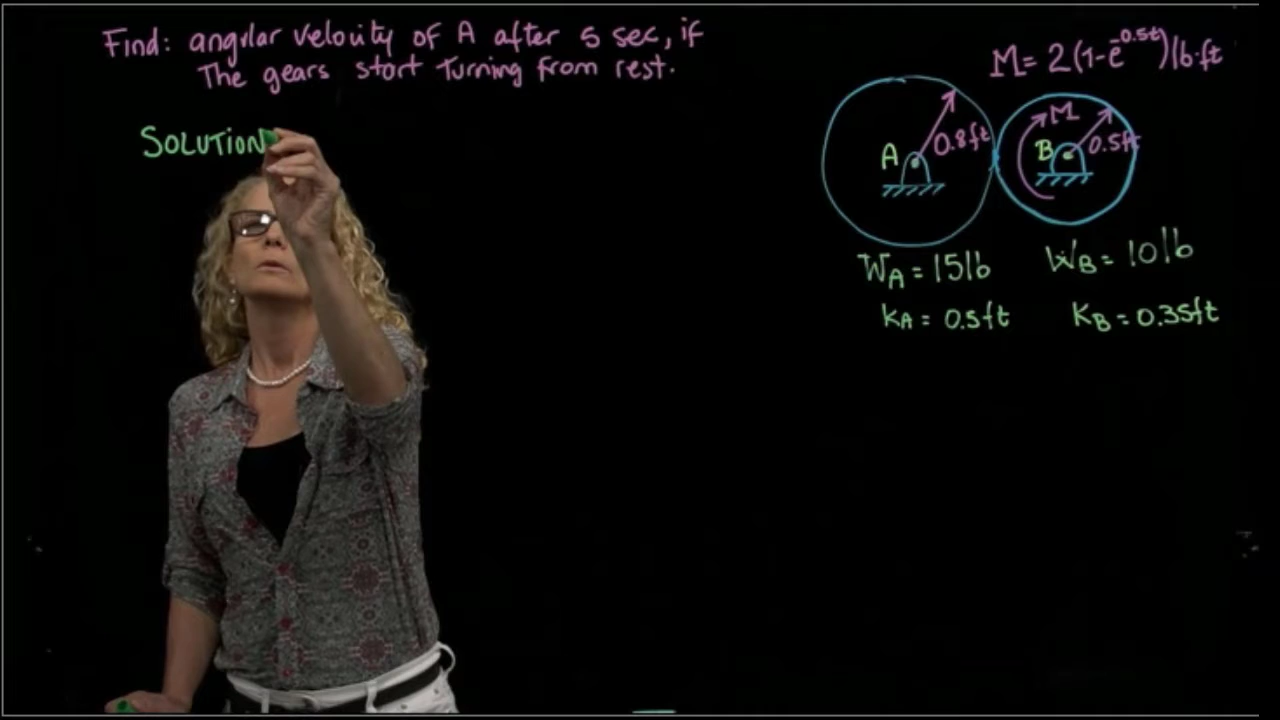 Find: angular velocity of A after 5 sec, if
The gears start turning from rest.
M= 2(1-e^-0.5t) lb·ft
SOLUTION
A
0.8ft
M
B
0.5ft
WA = 15lb
WB = 10lb
kA = 0.5ft
kB = 0.35ft